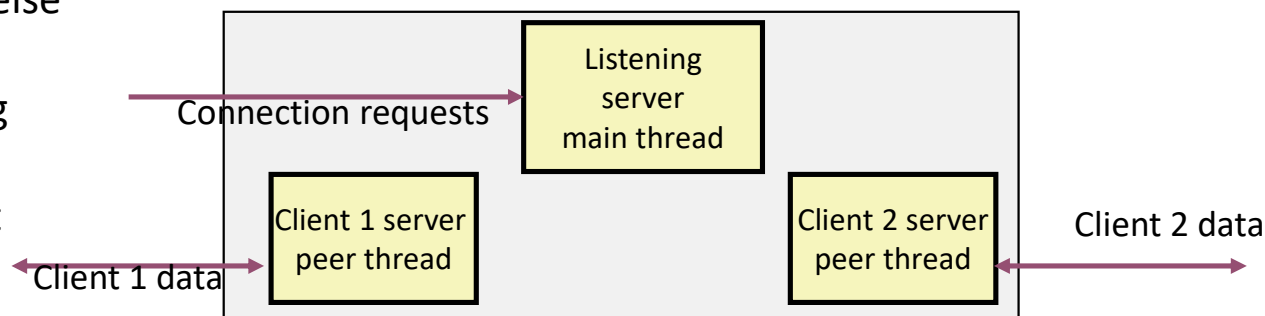 else
Listening
server
main thread
g
Connection requests
Client 1 server
peer thread
Client 2 server
peer thread
Client 2 data
Client 1 data